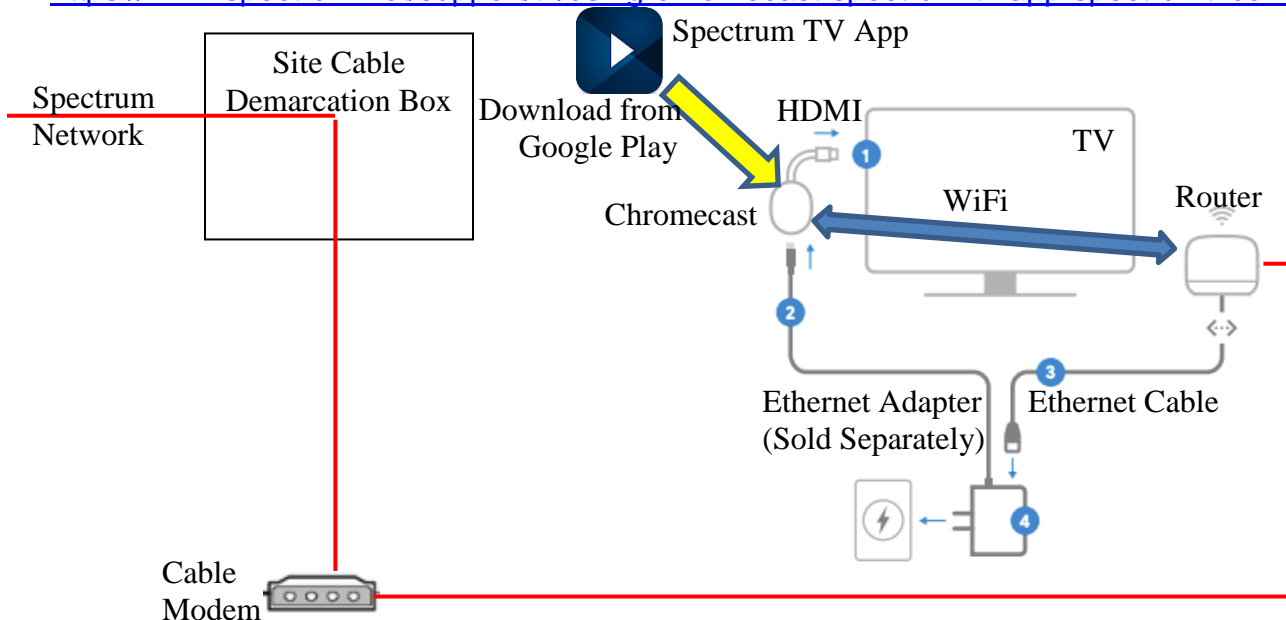 Spectrum TV App
Site Cable
Demarcation Box
Spectrum
Network
Download from
Google Play
HDMI
1
TV
Chromecast
WiFi
Router
2
3
Ethernet Adapter
(Sold Separately)
Ethernet Cable
4
Cable
Modem